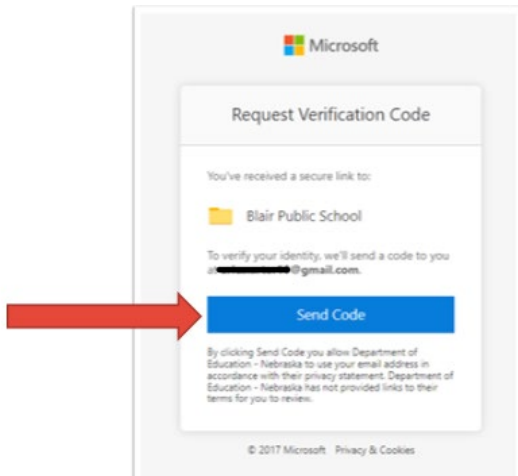 Microsoft
Request Verification Code
You've received a secure link to:
Blair Public School
To verify your identity, we'll send a code to you
at @gmail.com.
Send Code
By clicking Send Code you allow Department of
Education - Nebraska to use your email address in
accordance with their privacy statement. Department of
Education - Nebraska has not provided links to their
terms for you to review.
© 2017 Microsoft Privacy & Cookies